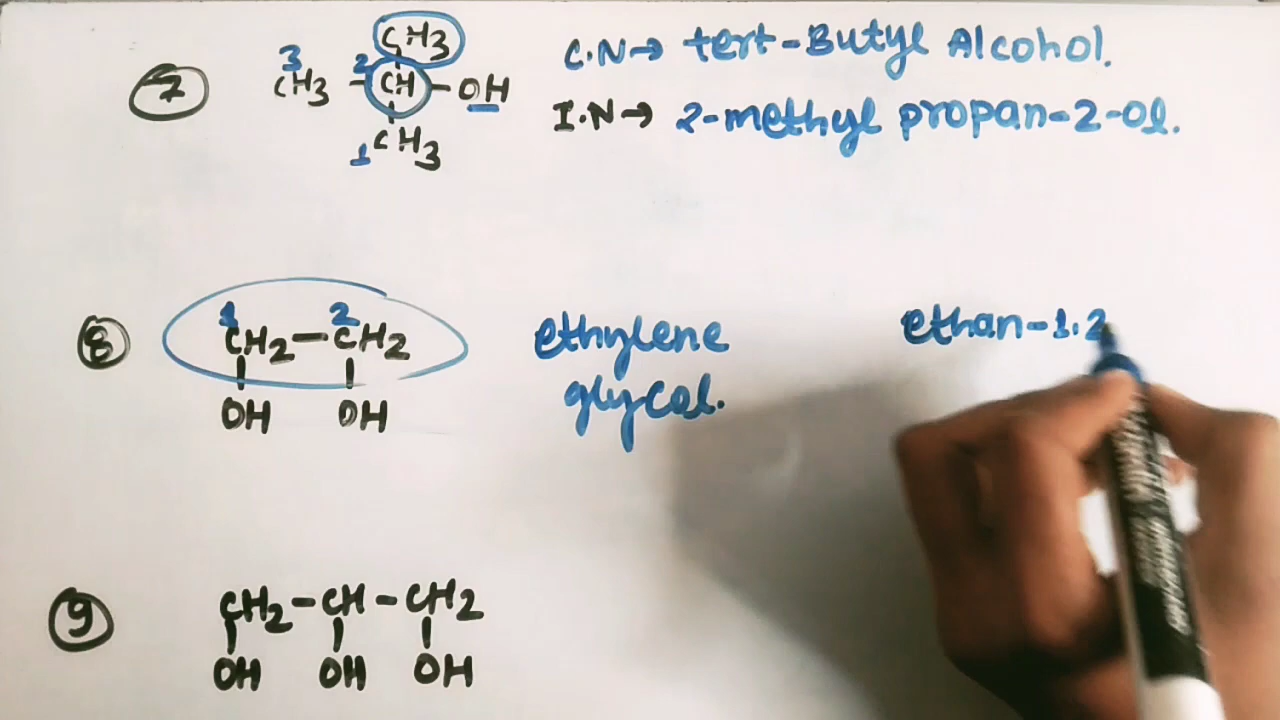 CH3
7 3 CH3 - 2 CH - OH
1 CH3
C.N→ tert-Butyl Alcohol.
I.N→ 2-methyl propan-2-ol.
8 1 CH2 - 2 CH2
OH OH
ethylene
glycol.
ethan-1.2
9 CH2 - CH - CH2
OH OH OH